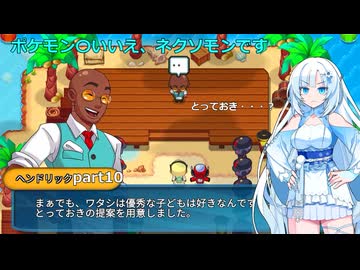 ポケモン〇いいえ、ネクソモンです
とっておき・・・？
ヘンドリックpart10
まぁでも、ワタシは優秀な子どもは好きなんです
とっておきの提案を用意しました。